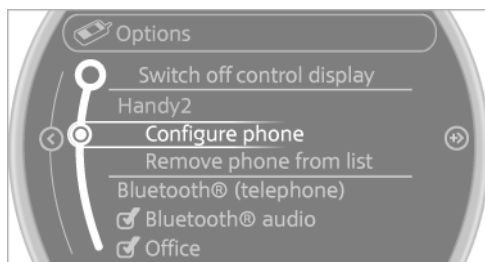 Options
Switch off control display
Handy2
Configure phone
Remove phone from list
Bluetooth® (telephone)
Bluetooth® audio
Office